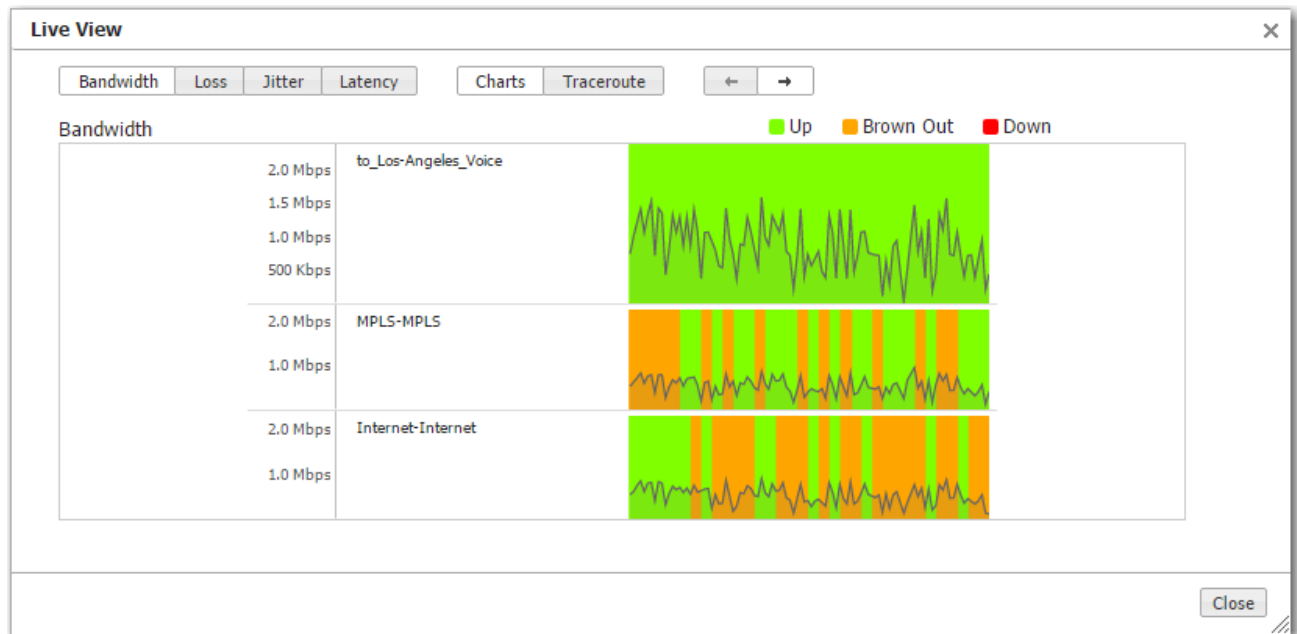 Live View
Bandwidth Loss Jitter Latency Charts Traceroute ← →
Bandwidth Up Brown Out Down
to_Los-Angeles_Voice
2.0 Mbps
1.5 Mbps
1.0 Mbps
500 Kbps
2.0 Mbps MPLS-MPLS
1.0 Mbps
2.0 Mbps Internet-Internet
1.0 Mbps
Close